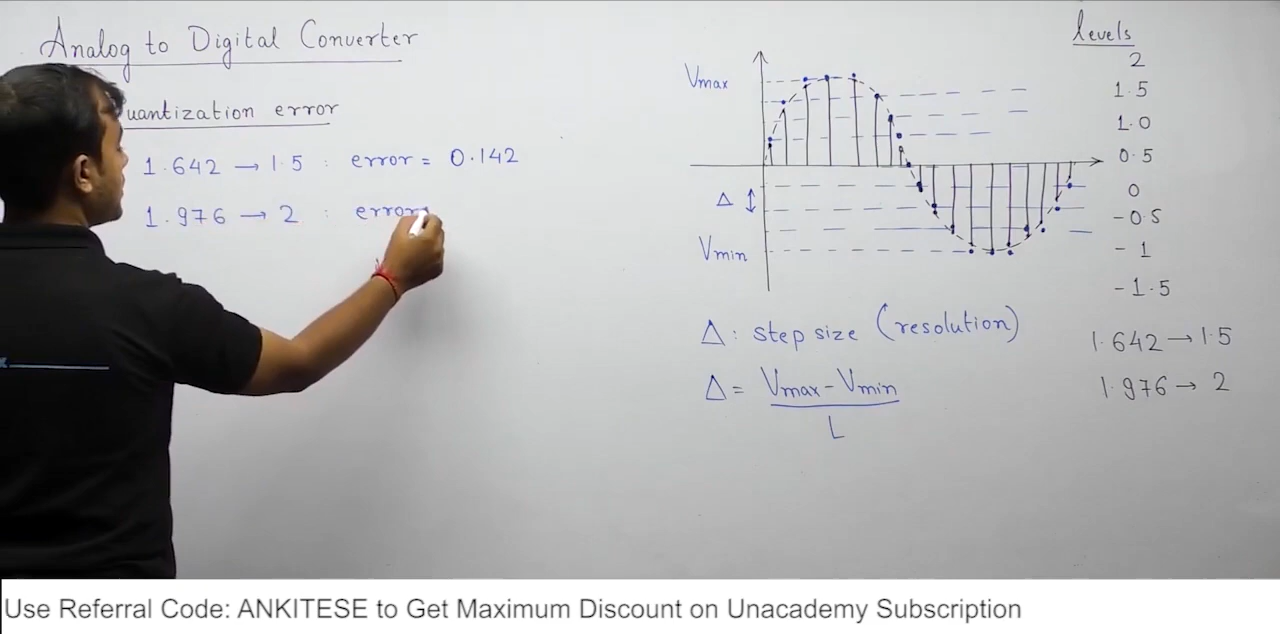 Analog to Digital Converter
uantization error
1.642 → 1.5 : error = 0.142
1.976 → 2 : error
Vmax
Δ
Vmin
Δ : step size (resolution)
Δ = Vmax - Vmin
L
levels
2
1.5
1.0
0.5
0
-0.5
-1
-1.5
1.642 → 1.5
1.976 → 2
Use Referral Code: ANKITESE to Get Maximum Discount on Unacademy Subscription